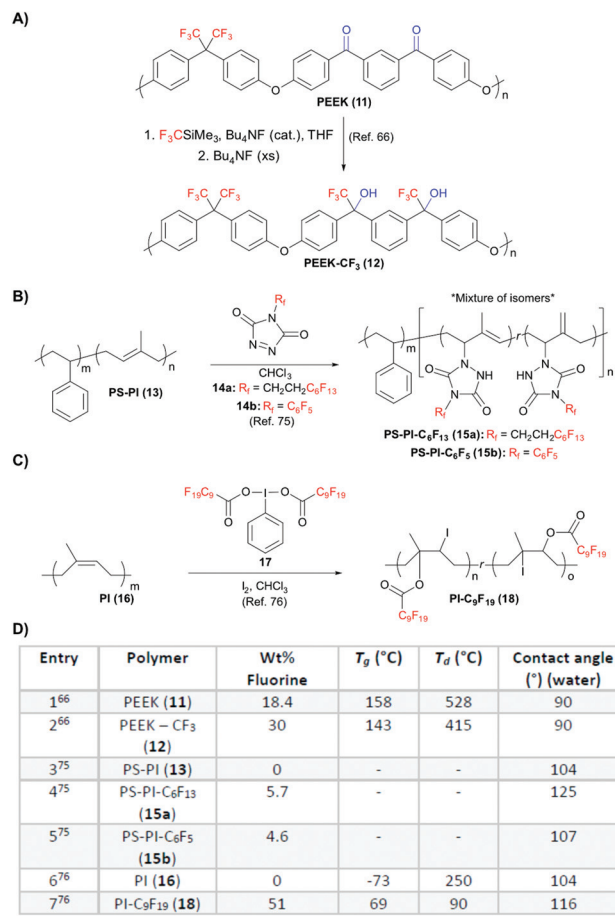 A)
F₃C CF₃
O O
O O n
PEEK (11)
1. F₃CSiMe₃, Bu₄NF (cat.), THF
2. Bu₄NF (xs)
(Ref. 66)
F₃C CF₃ F₃C OH F₃C OH
O O n
PEEK-CF₃ (12)
B)
*Mixture of isomers*
m n
PS-PI (13)
Rf
O N O
N=N
CHCl₃
14a: Rf = CH₂CH₂C₆F₁₃
14b: Rf = C₆F₅
(Ref. 75)
m r n
N NH HN N
O N O O N O
Rf Rf
PS-PI-C₆F₁₃ (15a): Rf = CH₂CH₂C₆F₁₃
PS-PI-C₆F₅ (15b): Rf = C₆F₅
C)
F₁₉C₉ O I O C₉F₁₉
O O
17
m
PI (16)
I₂, CHCl₃
(Ref. 76)
I O O C₉F₁₉
n r I o
O O
C₉F₁₉
PI-C₉F₁₉ (18)
D)
Entry Polymer Wt% Fluorine Tg (°C) Td (°C) Contact angle (°) (water)
1⁶⁶ PEEK (11) 18.4 158 528 90
2⁶⁶ PEEK – CF₃ (12) 30 143 415 90
3⁷⁵ PS-PI (13) 0 - - 104
4⁷⁵ PS-PI-C₆F₁₃ (15a) 5.7 - - 125
5⁷⁵ PS-PI-C₆F₅ (15b) 4.6 - - 107
6⁷⁶ PI (16) 0 -73 250 104
7⁷⁶ PI-C₉F₁₉ (18) 51 69 90 116